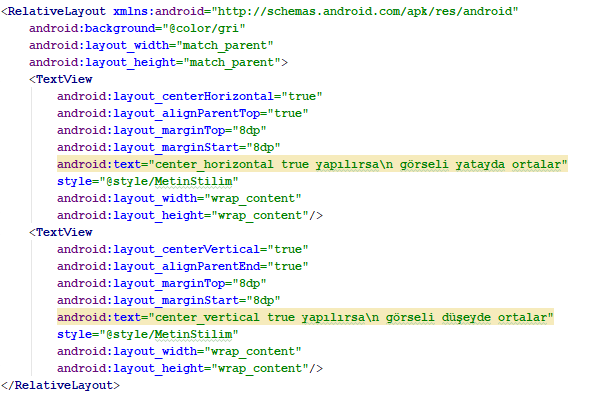 <RelativeLayout xmlns:android="http://schemas.android.com/apk/res/android"
    android:background="@color/gri"
    android:layout_width="match_parent"
    android:layout_height="match_parent">
    <TextView
        android:layout_centerHorizontal="true"
        android:layout_alignParentTop="true"
        android:layout_marginTop="8dp"
        android:layout_marginStart="8dp"
        android:text="center_horizontal true yapılırsa\n görseli yatayda ortalar"
        style="@style/MetinStilim"
        android:layout_width="wrap_content"
        android:layout_height="wrap_content"/>
    <TextView
        android:layout_centerVertical="true"
        android:layout_alignParentEnd="true"
        android:layout_marginTop="8dp"
        android:layout_marginStart="8dp"
        android:text="center_vertical true yapılırsa\n görseli düşeyde ortalar"
        style="@style/MetinStilim"
        android:layout_width="wrap_content"
        android:layout_height="wrap_content"/>
</RelativeLayout>